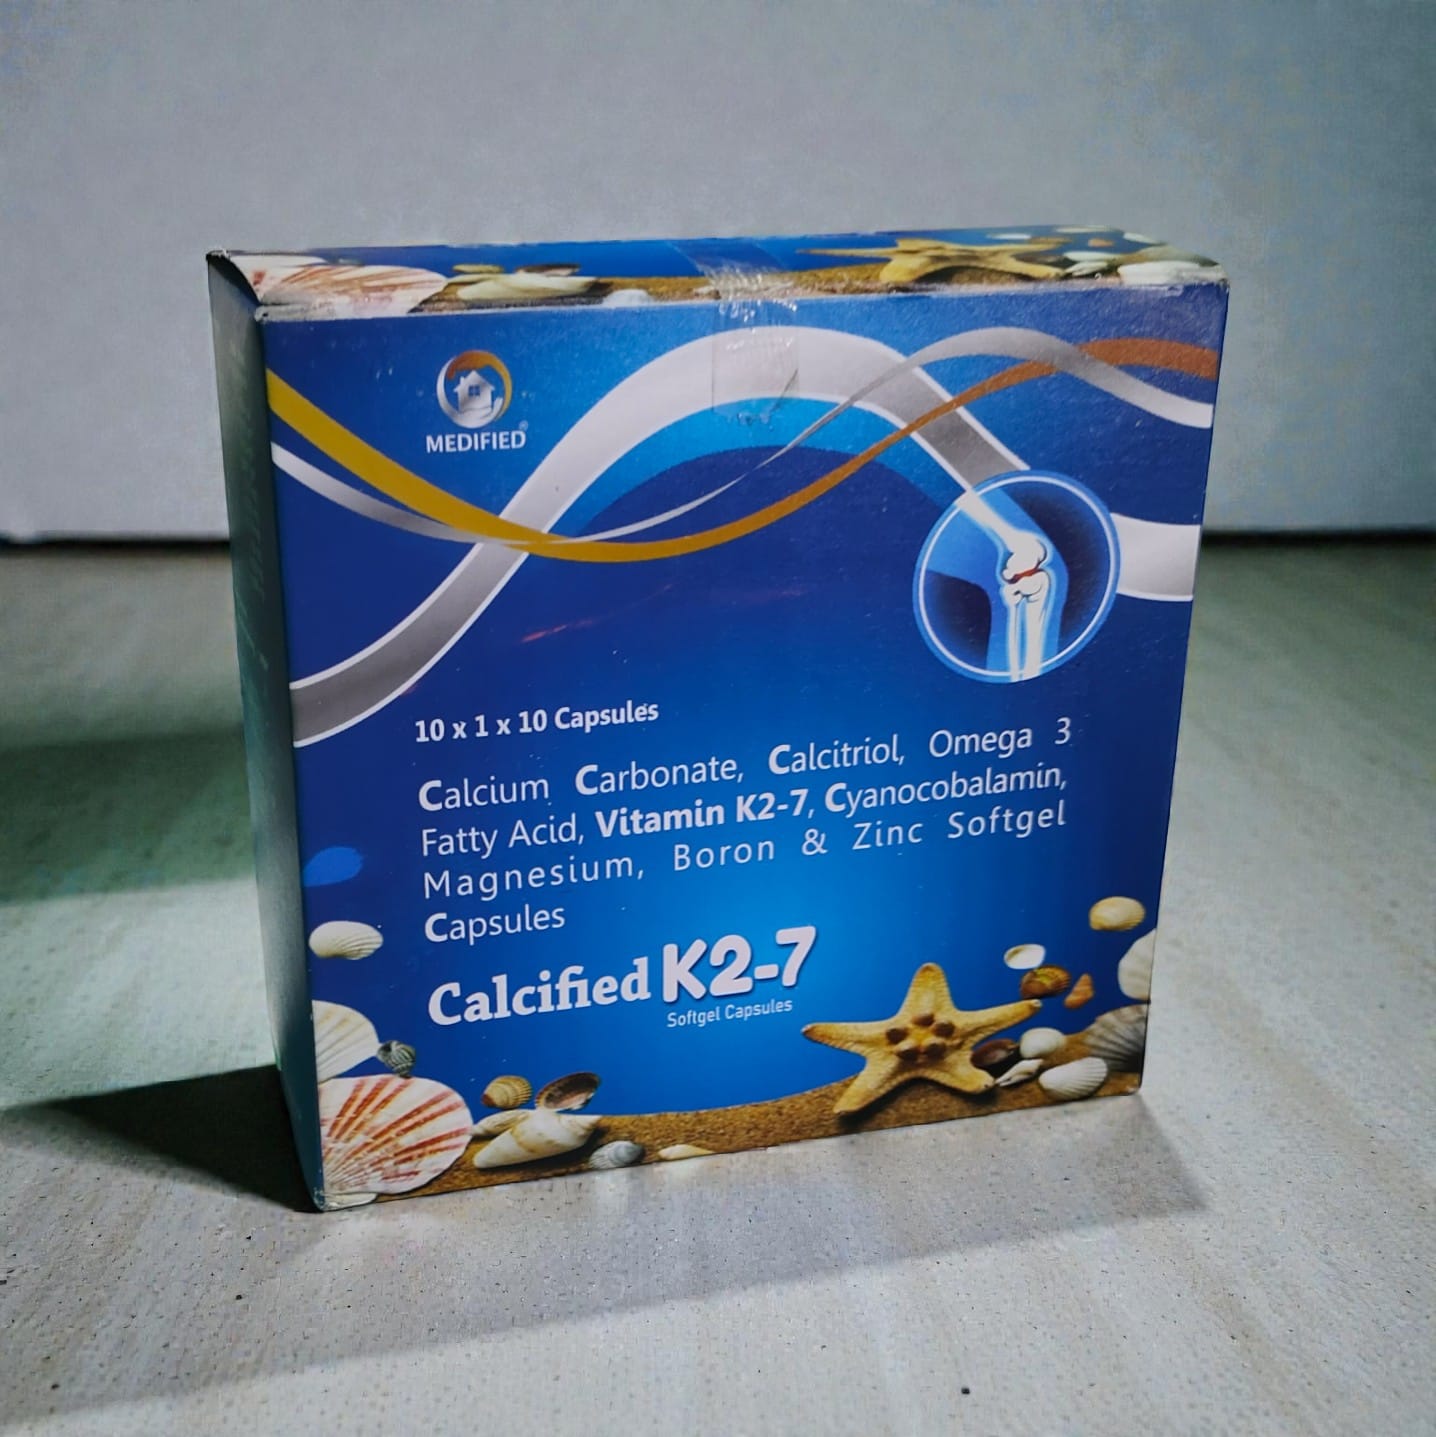 MEDIFIED®
10 x 1 x 10 Capsules
Calcium Carbonate, Calcitriol, Omega 3
Fatty Acid, Vitamin K2-7, Cyanocobalamin,
Magnesium, Boron & Zinc Softgel
Capsules
Calcified K2-7
Softgel Capsules